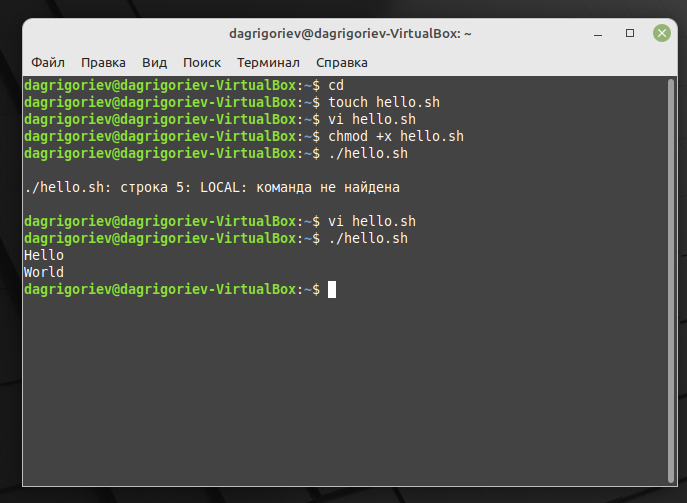 dagrigoriev@dagrigoriev-VirtualBox: ~
Файл Правка Вид Поиск Терминал Справка
dagrigoriev@dagrigoriev-VirtualBox:~$ cd
dagrigoriev@dagrigoriev-VirtualBox:~$ touch hello.sh
dagrigoriev@dagrigoriev-VirtualBox:~$ vi hello.sh
dagrigoriev@dagrigoriev-VirtualBox:~$ chmod +x hello.sh
dagrigoriev@dagrigoriev-VirtualBox:~$ ./hello.sh
./hello.sh: строка 5: LOCAL: команда не найдена
dagrigoriev@dagrigoriev-VirtualBox:~$ vi hello.sh
dagrigoriev@dagrigoriev-VirtualBox:~$ ./hello.sh
Hello
World
dagrigoriev@dagrigoriev-VirtualBox:~$